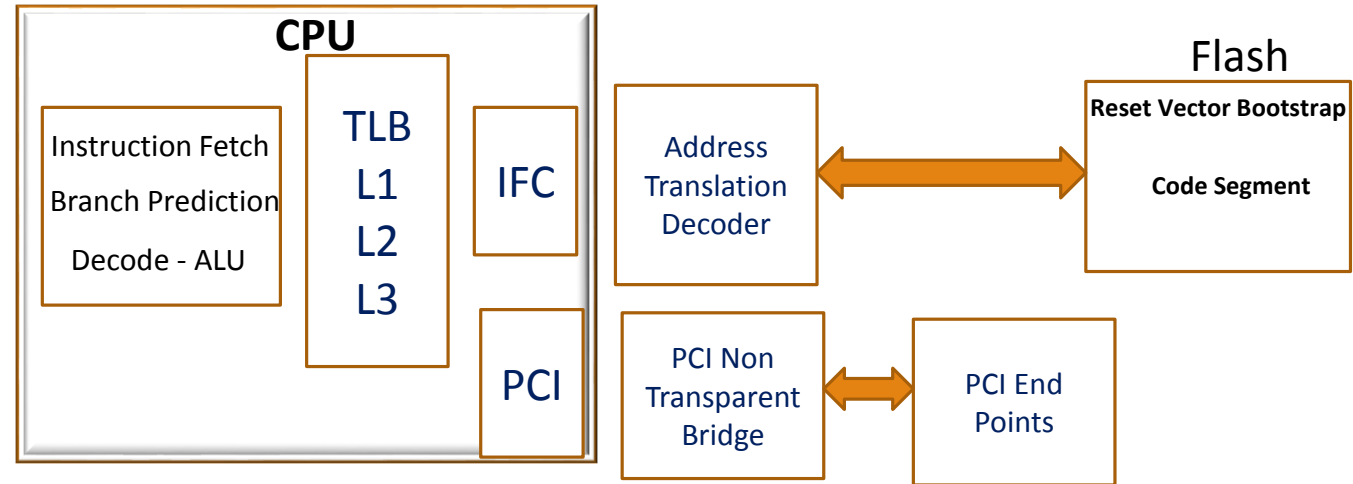 CPU
Instruction Fetch
Branch Prediction
Decode - ALU
TLB
L1
L2
L3
IFC
PCI
Address
Translation
Decoder
Flash
Reset Vector Bootstrap
Code Segment
PCI Non
Transparent
Bridge
PCI End
Points